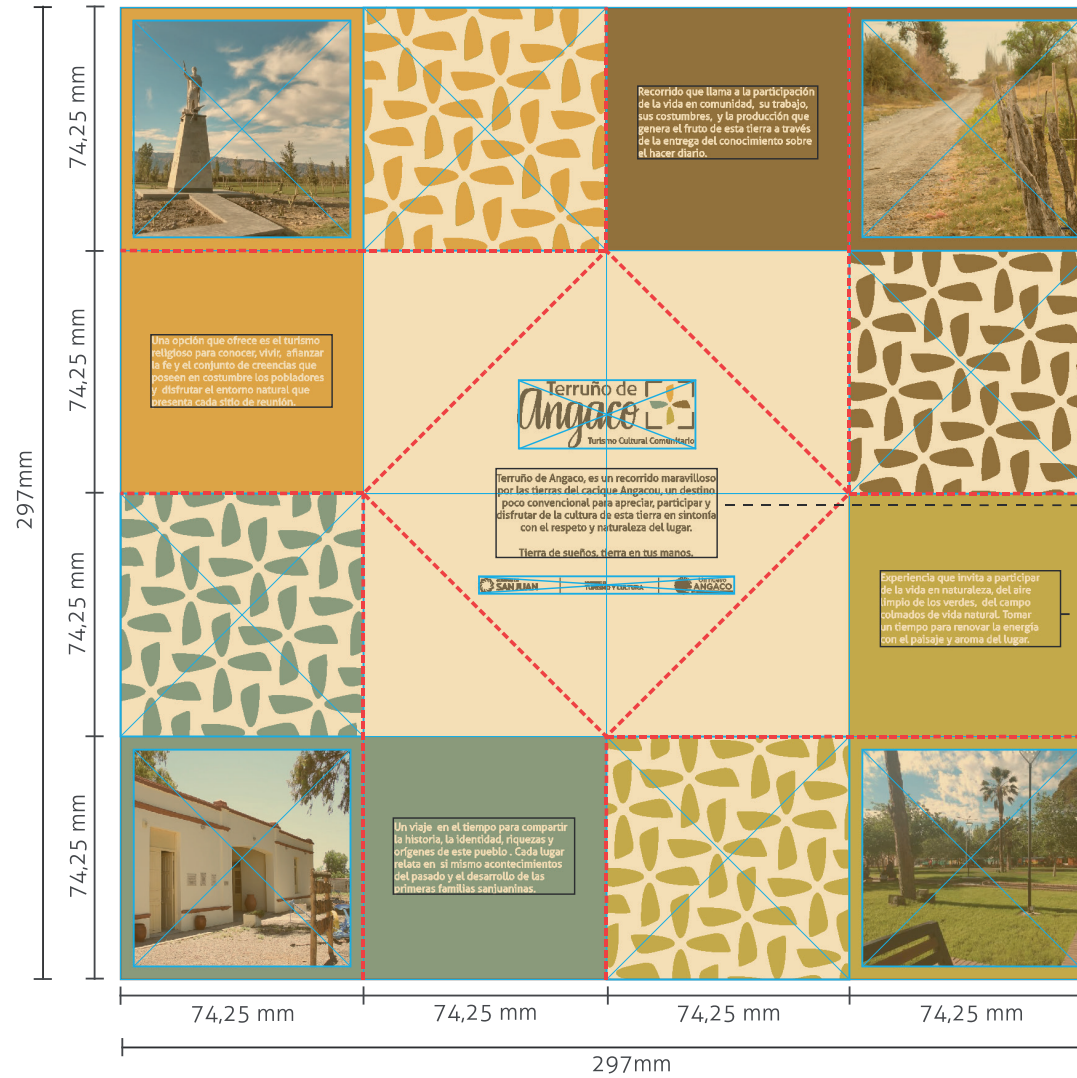 74,25 mm
Recorrido que llama a la participación
de la vida en comunidad, su trabajo,
sus costumbres, y la producción que
genera el fruto de esta tierra a través
de la entrega del conocimiento sobre
el hacer diario.
74,25 mm
Una opción que ofrece es el turismo
religioso para conocer, vivir, afianzar
la fe y el conjunto de creencias que
poseen en costumbre los pobladores
y disfrutar el entorno natural que
presenta cada sitio de reunión.
Terruño de
Angaco
Turismo Cultural Comunitario
297mm
Terruño de Angaco, es un recorrido maravilloso
por las tierras del cacique Angacou, un destino
poco convencional para apreciar, participar y
disfrutar de la cultura de esta tierra en sintonía
con el respeto y naturaleza del lugar.
Tierra de sueños, tierra en tus manos.
74,25 mm
SAN JUAN
TURISMO Y CULTURA
ANGACO
Experiencia que invita a participar
de la vida en naturaleza, del aire
limpio de los verdes, del campo
colmados de vida natural. Tomar
un tiempo para renovar la energía
con el paisaje y aroma del lugar.
74,25 mm
Un viaje en el tiempo para compartir
la historia, la identidad, riquezas y
orígenes de este pueblo . Cada lugar
relata en si mismo acontecimientos
del pasado y el desarrollo de las
primeras familias sanjuaninas.
74,25 mm
74,25 mm
74,25 mm
74,25 mm
297mm